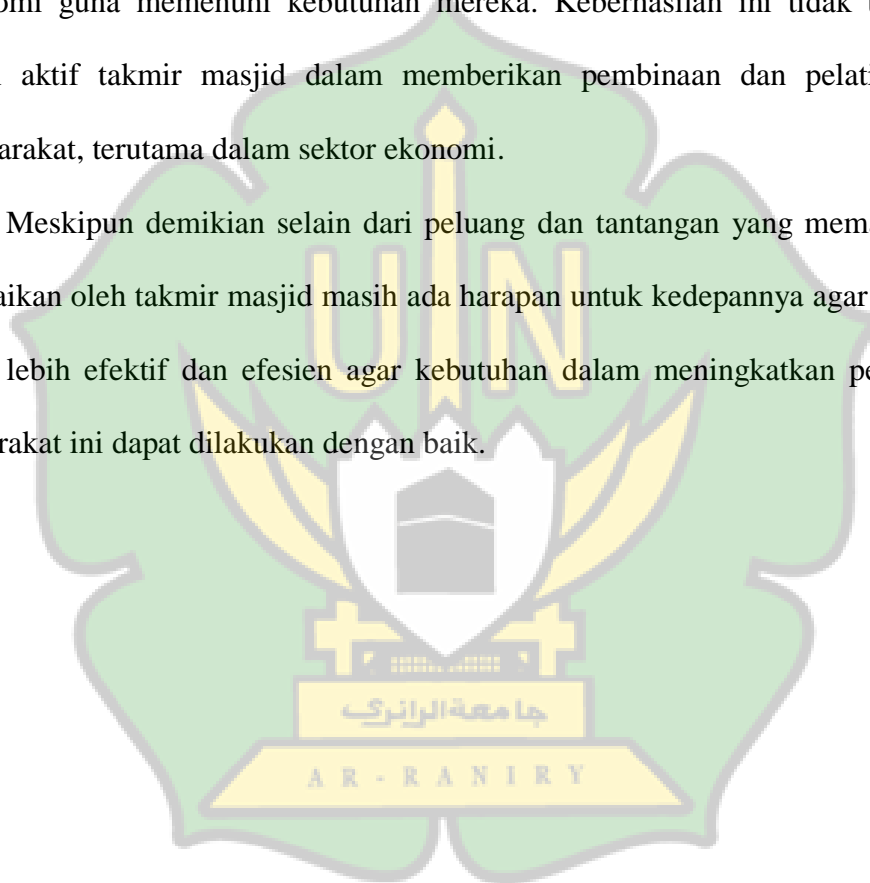 omi guna memenuhi kebutuhan mereka. Keberhasilan ini tidak
aktif takmir masjid dalam memberikan pembinaan dan pelati
arakat, terutama dalam sektor ekonomi.
Meskipun demikian selain dari peluang dan tantangan yang mema
aikan oleh takmir masjid masih ada harapan untuk kedepannya agar
lebih efektif dan efesien agar kebutuhan dalam meningkatkan pe
rakat ini dapat dilakukan dengan baik.
UIN
جامعة الرانري
AR-RANIRY